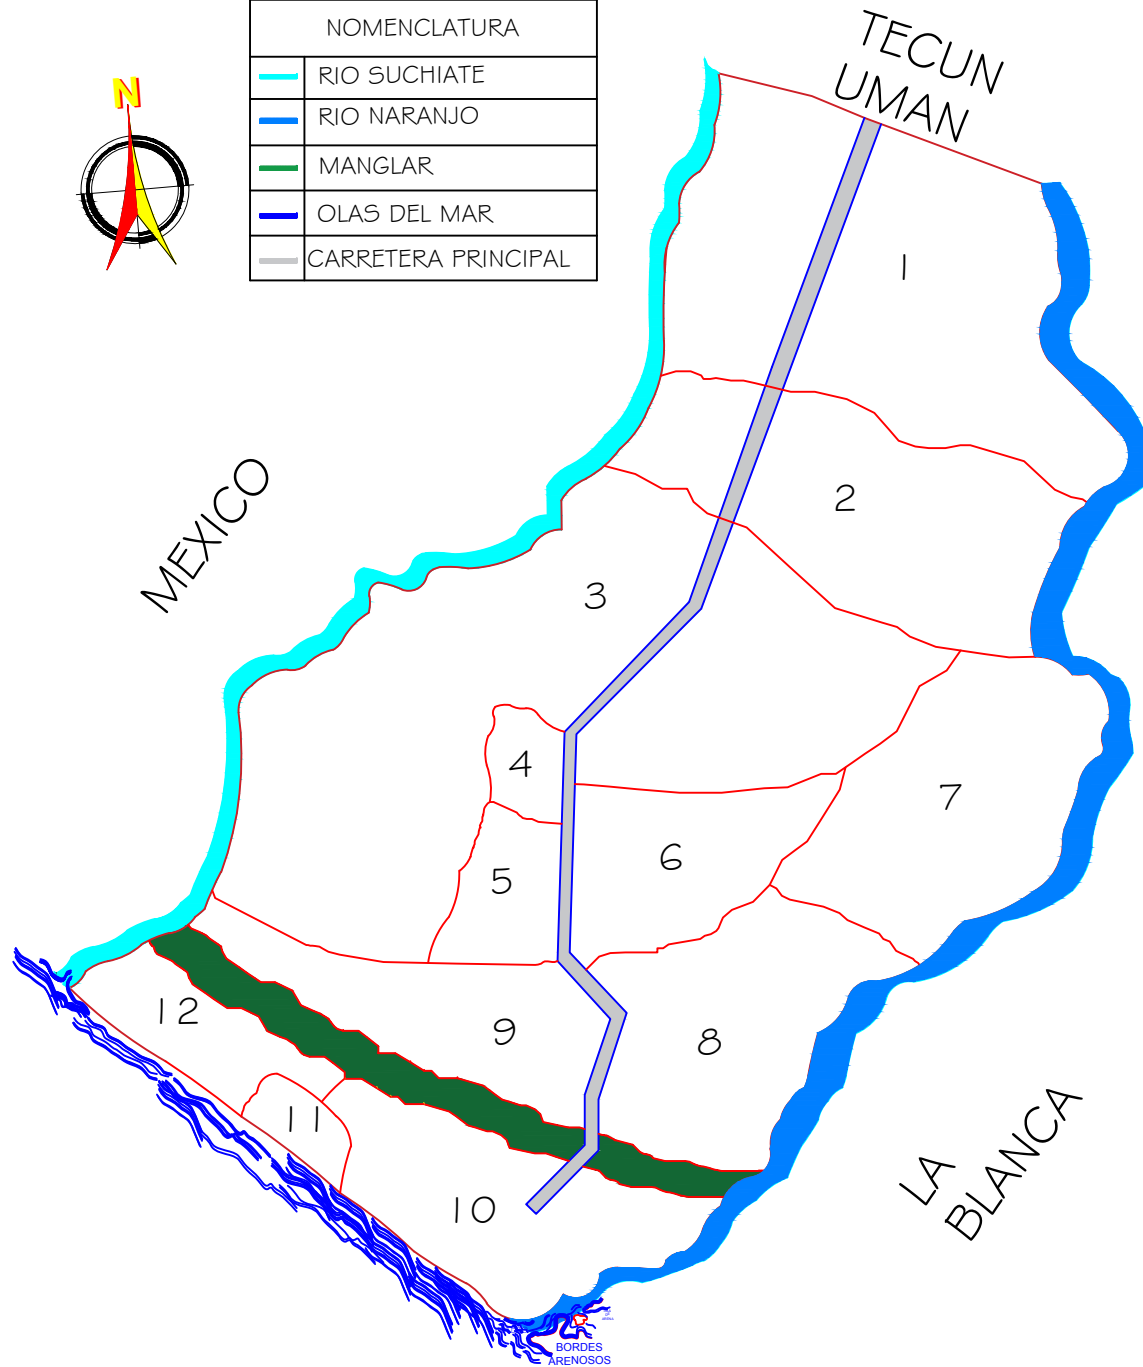 NOMENCLATURA
RIO SUCHIATE
RIO NARANJO
MANGLAR
OLAS DEL MAR
CARRETERA PRINCIPAL
N
TECUN
UMAN
1
2
MEXICO
3
4
7
6
5
12
9
8
11
10
LA
BLANCA
BORDES
ARENOSOS